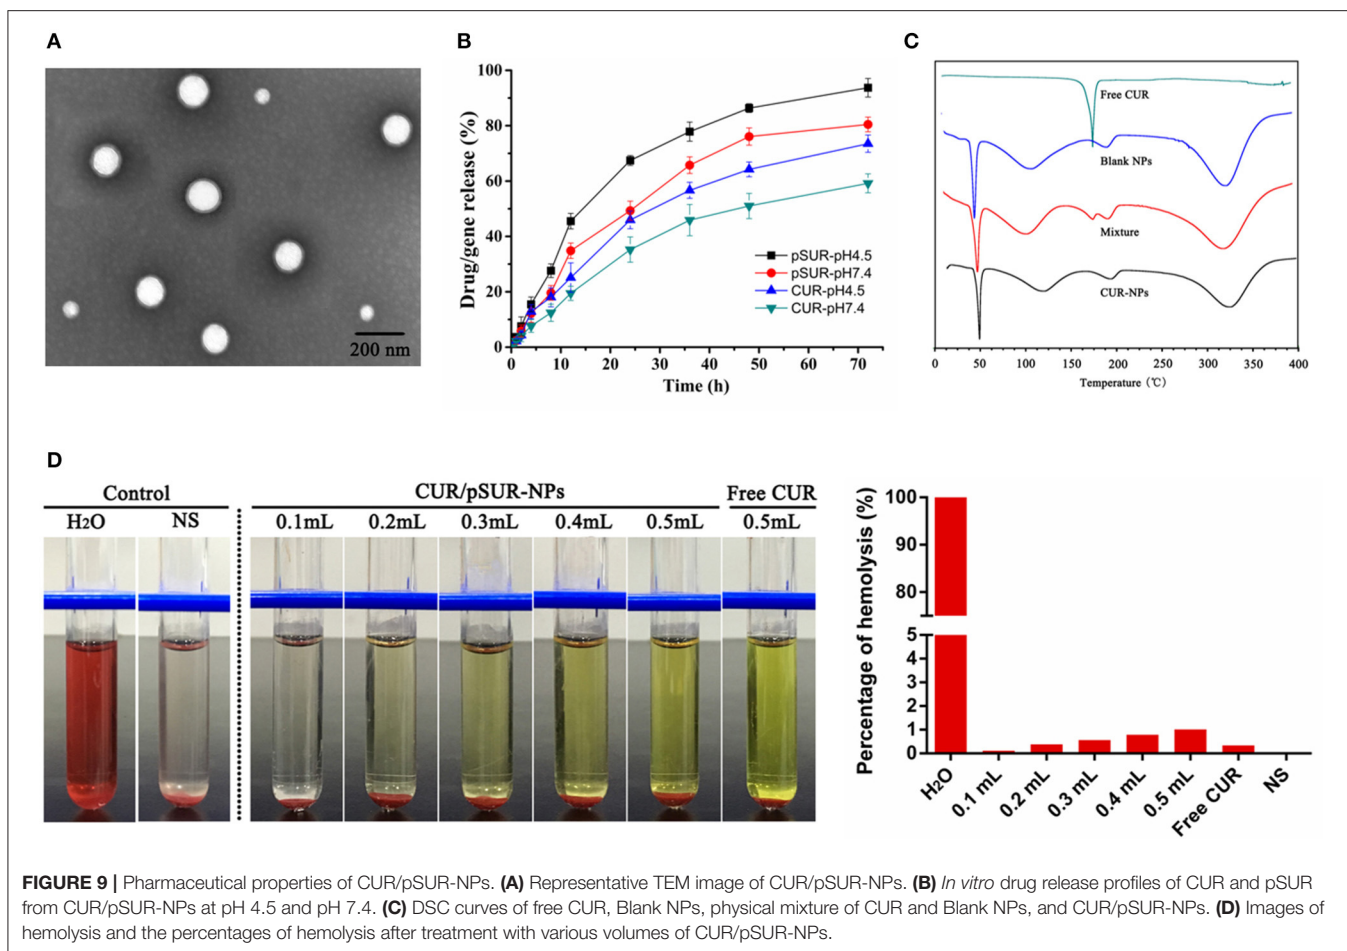 A
200 nm
B
Drug/gene release (%)
100
80
60
40
20
0
0
10
20
30
40
50
60
70
Time (h)
pSUR-pH4.5
pSUR-pH7.4
CUR-pH4.5
CUR-pH7.4
C
Free CUR
Blank NPs
Mixture
CUR-NPs
0
50
100
150
200
250
300
350
400
Temperature (℃)
D
Control
CUR/pSUR-NPs
Free CUR
H2O
NS
0.1mL
0.2mL
0.3mL
0.4mL
0.5mL
0.5mL
Percentage of hemolysis (%)
100
90
80
5
4
3
2
1
0
H2O
0.1 mL
0.2 mL
0.3 mL
0.4 mL
0.5 mL
Free CUR
NS
FIGURE 9 | Pharmaceutical properties of CUR/pSUR-NPs. (A) Representative TEM image of CUR/pSUR-NPs. (B) In vitro drug release profiles of CUR and pSUR
from CUR/pSUR-NPs at pH 4.5 and pH 7.4. (C) DSC curves of free CUR, Blank NPs, physical mixture of CUR and Blank NPs, and CUR/pSUR-NPs. (D) Images of
hemolysis and the percentages of hemolysis after treatment with various volumes of CUR/pSUR-NPs.